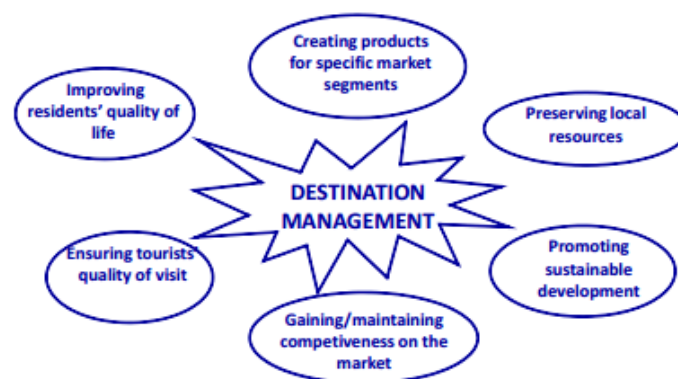 Creating products
for specific market
segments
Improving
residents’ quality of
life
Preserving local
resources
DESTINATION
MANAGEMENT
Ensuring tourists’
quality of visit
Promoting
sustainable
development
Gaining/maintaining
competiveness on the
market